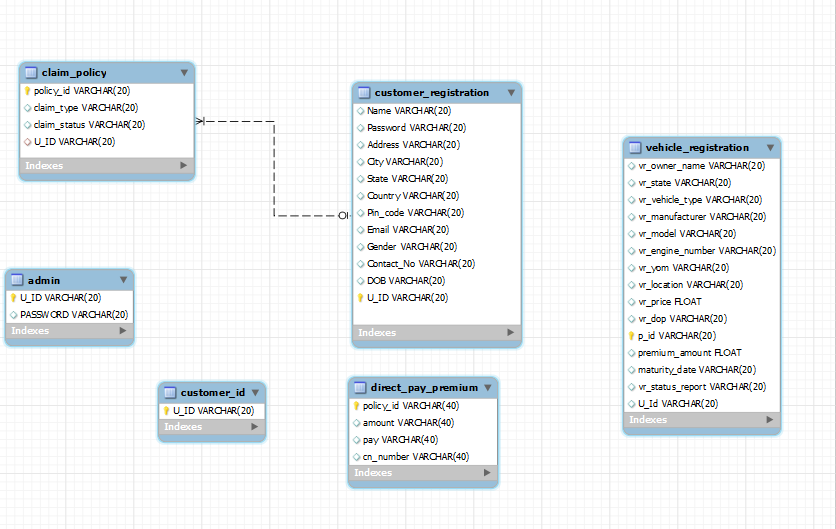 claim_policy
policy_id VARCHAR(20)
claim_type VARCHAR(20)
claim_status VARCHAR(20)
U_ID VARCHAR(20)
Indexes
customer_registration
Name VARCHAR(20)
Password VARCHAR(20)
Address VARCHAR(20)
City VARCHAR(20)
State VARCHAR(20)
Country VARCHAR(20)
Pin_code VARCHAR(20)
Email VARCHAR(20)
Gender VARCHAR(20)
Contact_No VARCHAR(20)
DOB VARCHAR(20)
U_ID VARCHAR(20)
Indexes
vehicle_registration
vr_owner_name VARCHAR(20)
vr_state VARCHAR(20)
vr_vehicle_type VARCHAR(20)
vr_manufacturer VARCHAR(20)
vr_model VARCHAR(20)
vr_engine_number VARCHAR(20)
vr_yom VARCHAR(20)
vr_location VARCHAR(20)
vr_price FLOAT
vr_dop VARCHAR(20)
p_id VARCHAR(20)
premium_amount FLOAT
maturity_date VARCHAR(20)
vr_status_report VARCHAR(20)
U_Id VARCHAR(20)
Indexes
admin
U_ID VARCHAR(20)
PASSWORD VARCHAR(20)
Indexes
customer_id
U_ID VARCHAR(20)
Indexes
direct_pay_premium
policy_id VARCHAR(40)
amount VARCHAR(40)
pay VARCHAR(40)
cn_number VARCHAR(40)
Indexes